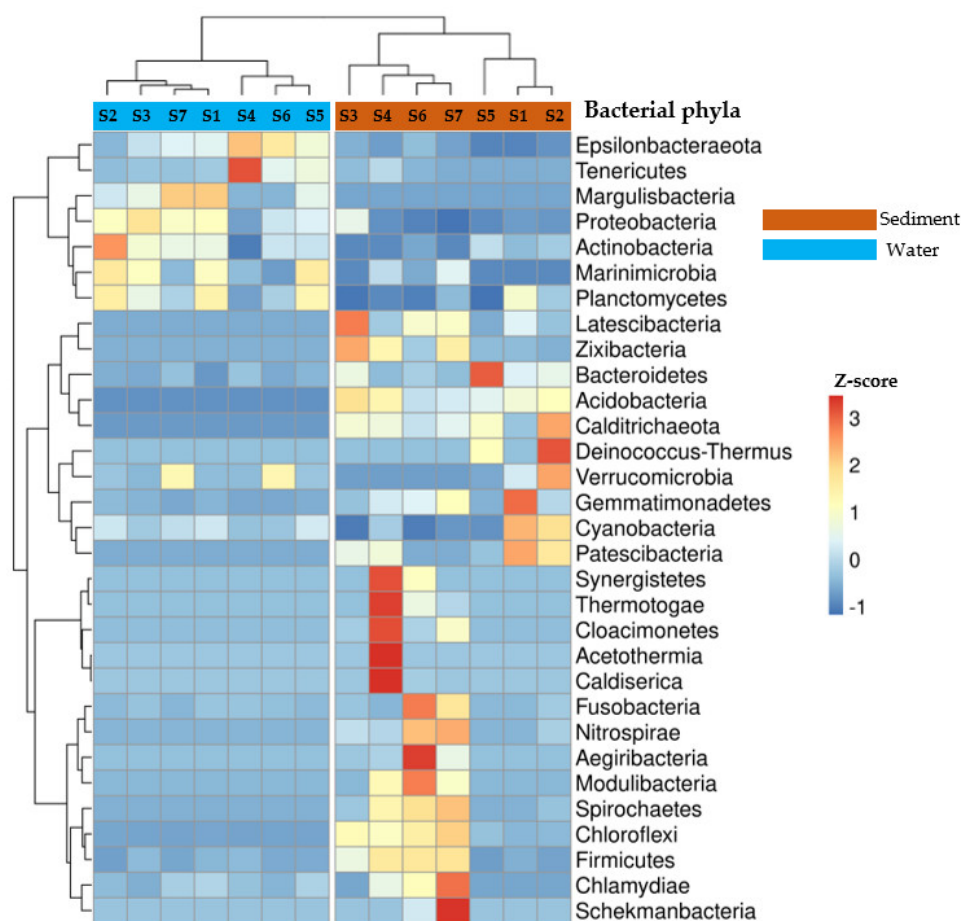 S2 S3 S7 S1 S4 S6 S5 S3 S4 S6 S7 S5 S1 S2 Bacterial phyla
Epsilonbacteraeota
Tenericutes
Margulisbacteria
Proteobacteria
Actinobacteria
Marinimicrobia
Planctomycetes
Latescibacteria
Zixibacteria
Bacteroidetes
Acidobacteria
Calditrichaeota
Deinococcus-Thermus
Verrucomicrobia
Gemmatimonadetes
Cyanobacteria
Patescibacteria
Synergistetes
Thermotogae
Cloacimonetes
Acetothermia
Caldiserica
Fusobacteria
Nitrospirae
Aegiribacteria
Modulibacteria
Spirochaetes
Chloroflexi
Firmicutes
Chlamydiae
Schekmanbacteria
Sediment
Water
Z-score
3
2
1
0
-1